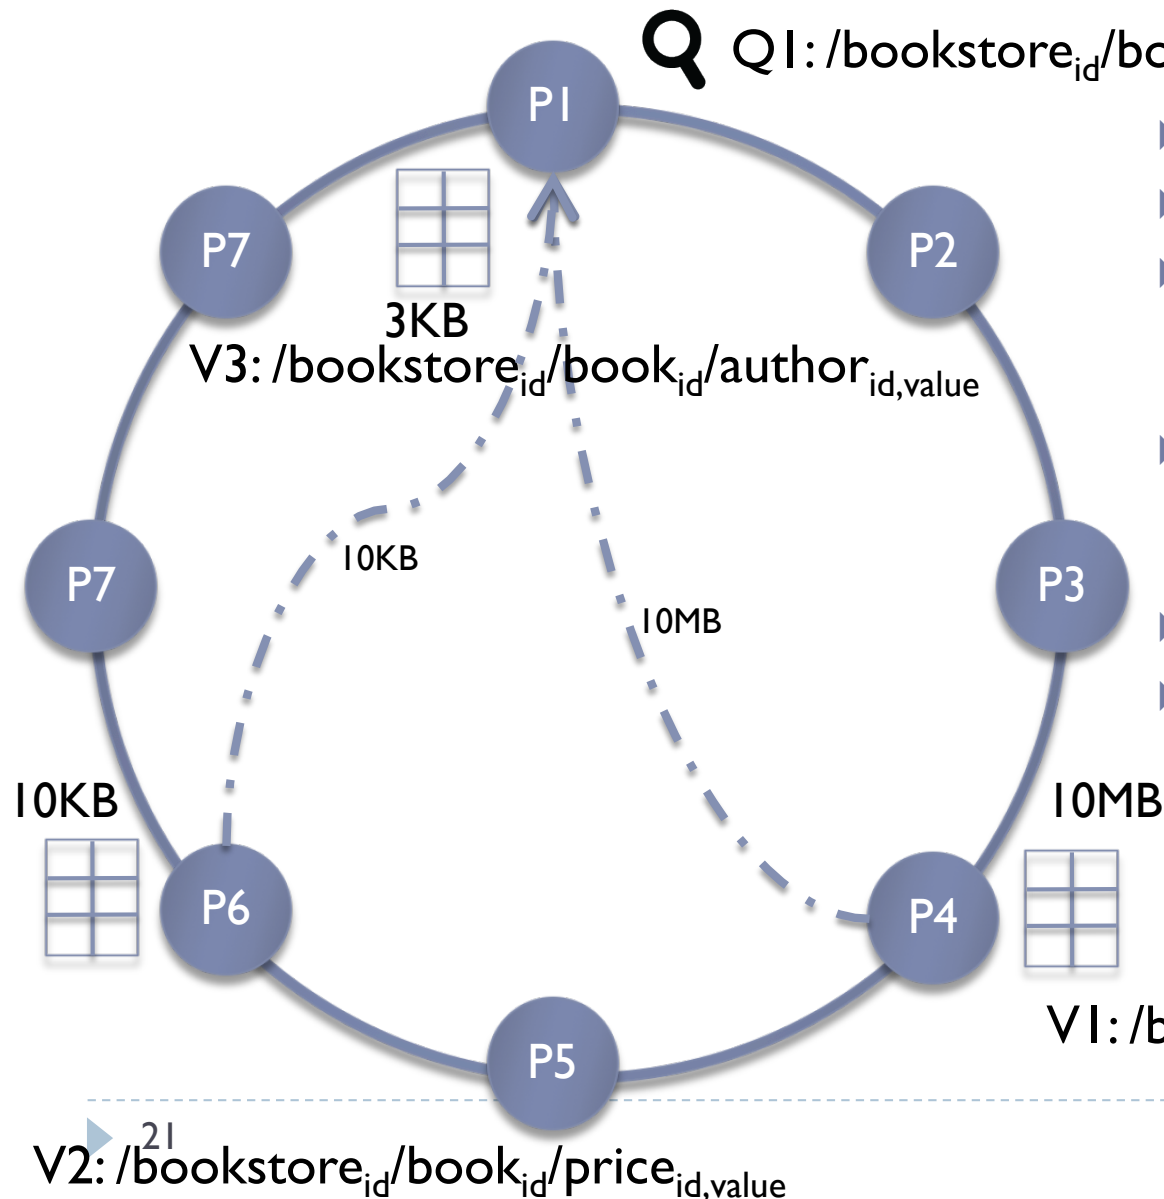 Q1: /bookstoreid/bo
P1
P7
P2
3KB
V3: /bookstoreid/bookid/authorid,value
10KB
P7
P3
10MB
10KB
10MB
P6
P4
V1: /b
P5
21
V2: /bookstoreid/bookid/priceid,value